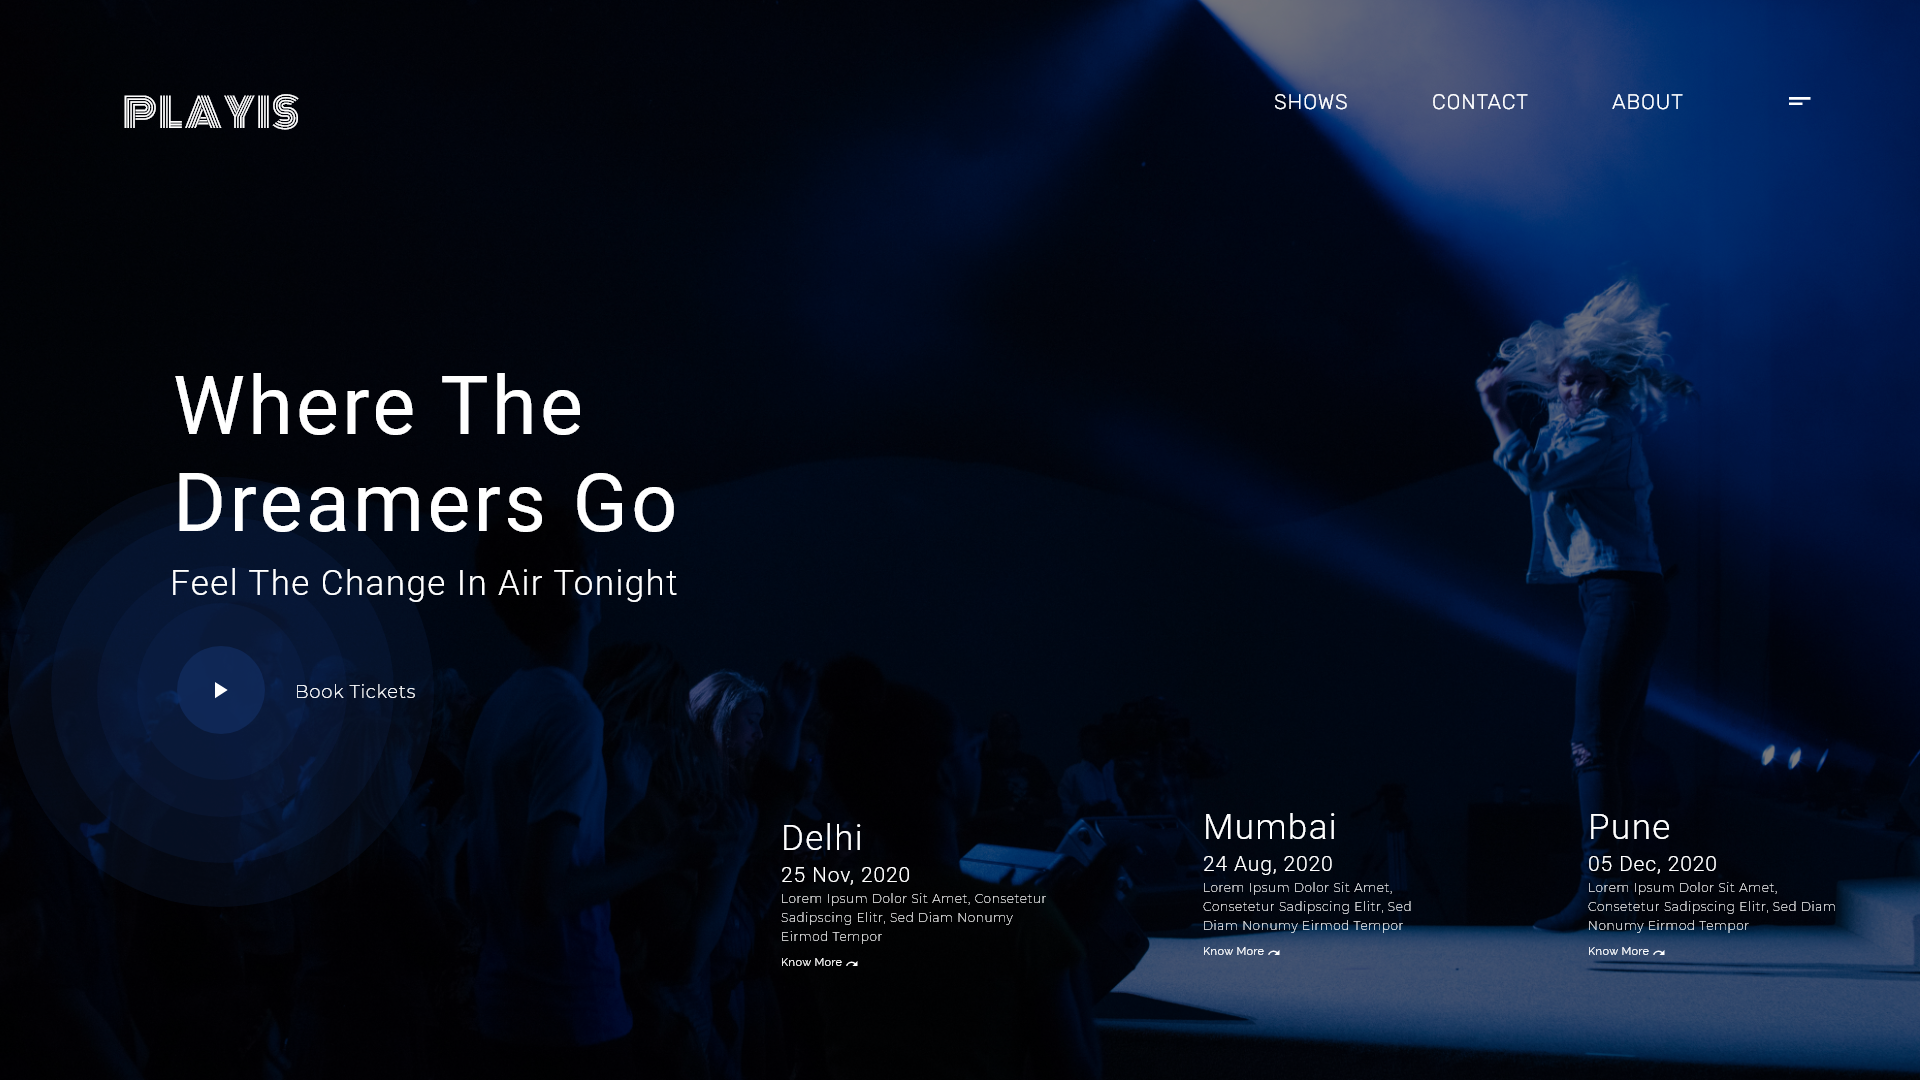 PLAYIS
SHOWS
CONTACT
ABOUT
Where The
Dreamers Go
Feel The Change In Air Tonight
Book Tickets
Delhi
25 Nov, 2020
Lorem Ipsum Dolor Sit Amet, Consetetur
Sadipscing Elitr, Sed Diam Nonumy
Eirmod Tempor
Know More
Mumbai
24 Aug, 2020
Lorem Ipsum Dolor Sit Amet,
Consetetur Sadipscing Elitr, Sed
Diam Nonumy Eirmod Tempor
Know More
Pune
05 Dec, 2020
Lorem Ipsum Dolor Sit Amet,
Consetetur Sadipscing Elitr, Sed Diam
Nonumy Eirmod Tempor
Know More